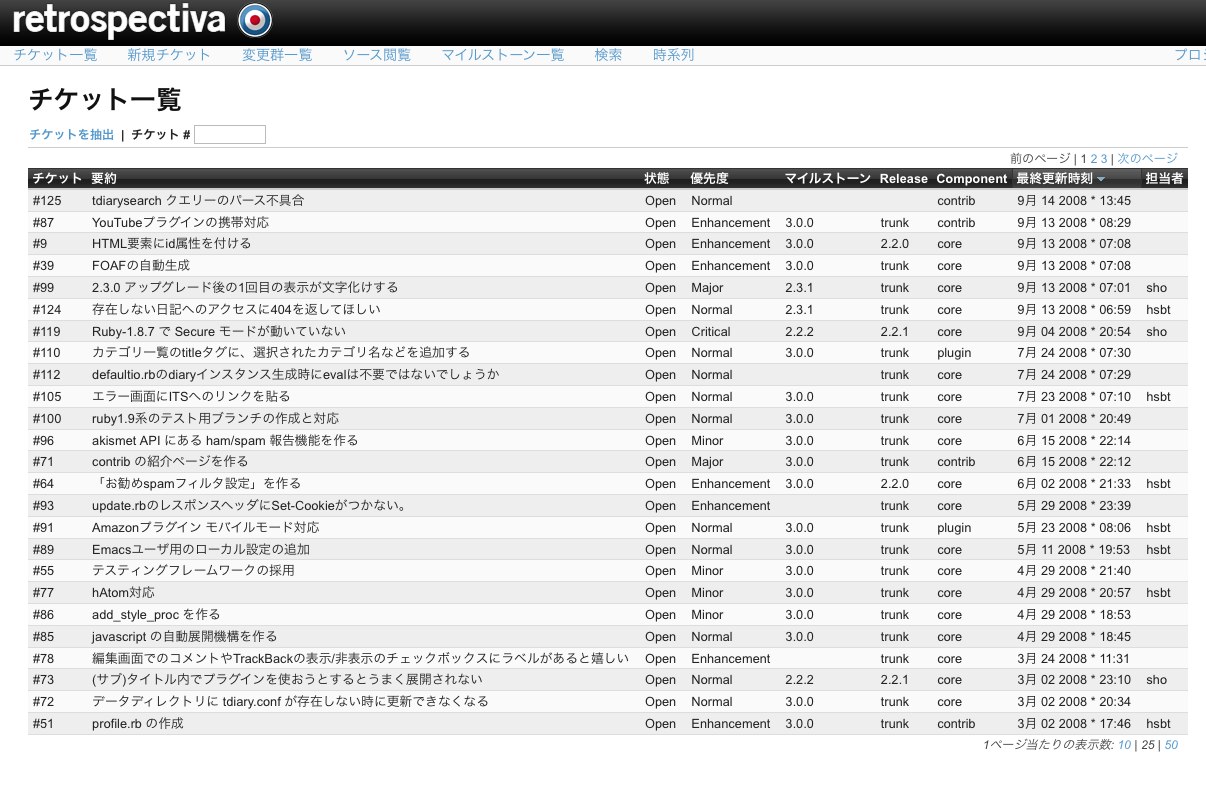 retrospectiva
チケット一覧 新規チケット 変更群一覧 ソース閲覧 マイルストーン一覧 検索 時系列 プロ
チケット一覧
チケットを抽出 | チケット #
前のページ | 1 2 3 | 次のページ
チケット 要約 状態 優先度 マイルストーン Release Component 最終更新時刻 担当者
#125 tdiarysearch クエリーのパース不具合 Open Normal contrib 9月 14 2008 * 13:45
#87 YouTubeプラグインの携帯対応 Open Enhancement 3.0.0 trunk contrib 9月 13 2008 * 08:29
#9 HTML要素にid属性を付ける Open Enhancement 3.0.0 2.2.0 core 9月 13 2008 * 07:08
#39 FOAFの自動生成 Open Enhancement 3.0.0 trunk core 9月 13 2008 * 07:08
#99 2.3.0 アップグレード後の1回目の表示が文字化けする Open Major 2.3.1 trunk core 9月 13 2008 * 07:01 sho
#124 存在しない日記へのアクセスに404を返してほしい Open Normal 2.3.1 trunk core 9月 13 2008 * 06:59 hsbt
#119 Ruby-1.8.7 で Secure モードが動いていない Open Critical 2.2.2 2.2.1 core 9月 04 2008 * 20:54 sho
#110 カテゴリ一覧のtitleタグに、選択されたカテゴリ名などを追加する Open Normal 3.0.0 trunk plugin 7月 24 2008 * 07:30
#112 defaultio.rbのdiaryインスタンス生成時にevalは不要ではないでしょうか Open Normal trunk core 7月 24 2008 * 07:29
#105 エラー画面にITSへのリンクを貼る Open Normal 3.0.0 trunk core 7月 23 2008 * 07:10 hsbt
#100 ruby1.9系のテスト用ブランチの作成と対応 Open Normal 3.0.0 trunk core 7月 01 2008 * 20:49
#96 akismet API にある ham/spam 報告機能を作る Open Minor 3.0.0 trunk core 6月 15 2008 * 22:14
#71 contrib の紹介ページを作る Open Major 3.0.0 trunk contrib 6月 15 2008 * 22:12
#64 「お勧めspamフィルタ設定」を作る Open Enhancement 3.0.0 2.2.0 core 6月 02 2008 * 21:33 hsbt
#93 update.rbのレスポンスヘッダにSet-Cookieがつかない。 Open Enhancement trunk core 5月 29 2008 * 23:39
#91 Amazonプラグイン モバイルモード対応 Open Normal 3.0.0 trunk plugin 5月 23 2008 * 08:06 hsbt
#89 Emacsユーザ用のローカル設定の追加 Open Normal 3.0.0 trunk core 5月 11 2008 * 19:53 hsbt
#55 テスティングフレームワークの採用 Open Minor 3.0.0 trunk core 4月 29 2008 * 21:40
#77 hAtom対応 Open Minor 3.0.0 trunk core 4月 29 2008 * 20:57 hsbt
#86 add_style_proc を作る Open Minor 3.0.0 trunk core 4月 29 2008 * 18:53
#85 javascript の自動展開機構を作る Open Normal 3.0.0 trunk core 4月 29 2008 * 18:45
#78 編集画面でのコメントやTrackBackの表示/非表示のチェックボックスにラベルがあると嬉しい Open Enhancement trunk core 3月 24 2008 * 11:31
#73 (サブ)タイトル内でプラグインを使おうとするとうまく展開されない Open Normal 2.2.2 2.2.1 core 3月 02 2008 * 23:10 sho
#72 データディレクトリに tdiary.conf が存在しない時に更新できなくなる Open Normal trunk core 3月 02 2008 * 20:34
#51 profile.rb の作成 Open Enhancement 3.0.0 trunk contrib 3月 02 2008 * 17:46 hsbt
1ページ当たりの表示数: 10 | 25 | 50